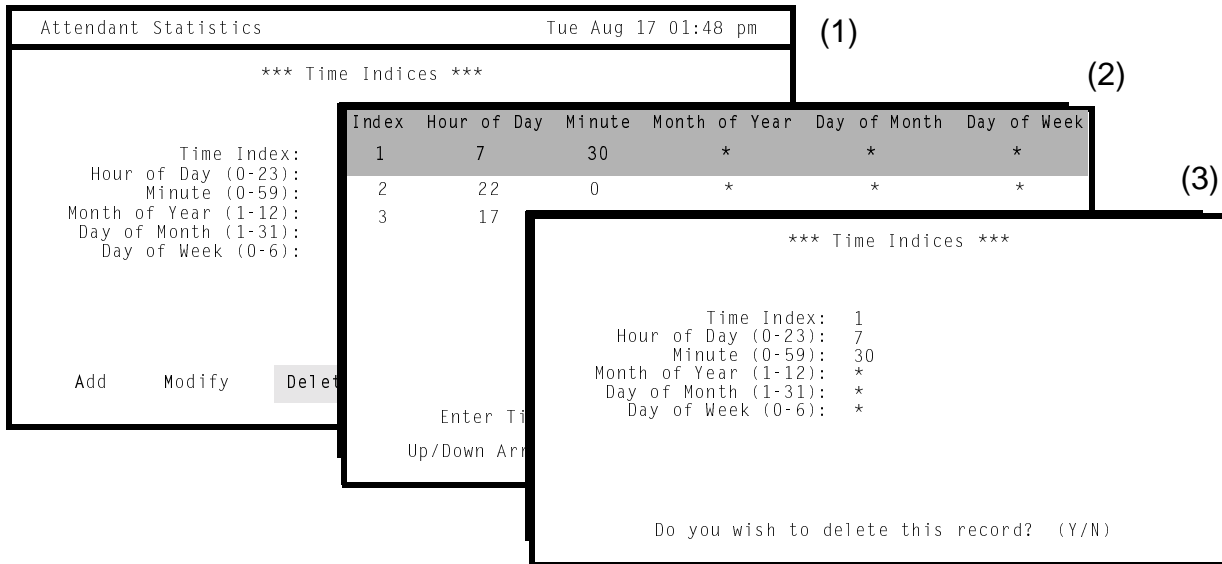 Attendant Statistics Tue Aug 17 01:48 pm
(1)
*** Time Indices ***
Time Index:
Hour of Day (0-23):
Minute (0-59):
Month of Year (1-12):
Day of Month (1-31):
Day of Week (0-6):
Add Modify
(2)
Index Hour of Day Minute Month of Year Day of Month Day of Week
1 7 30 * * *
2 22 0 * * *
3 17
Enter
Up/Down
(3)
*** Time Indices ***
Time Index: 1
Hour of Day (0-23): 7
Minute (0-59): 30
Month of Year (1-12): *
Day of Month (1-31): *
Day of Week (0-6): *
Do you wish to delete this record? (Y/N)